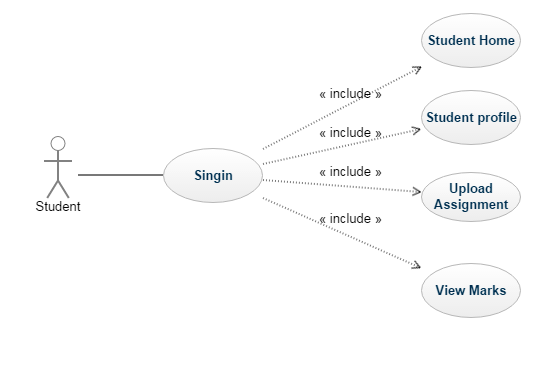 Student Home
« include »
Student profile
« include »
Singin
« include »
Upload
Assignment
Student
« include »
View Marks